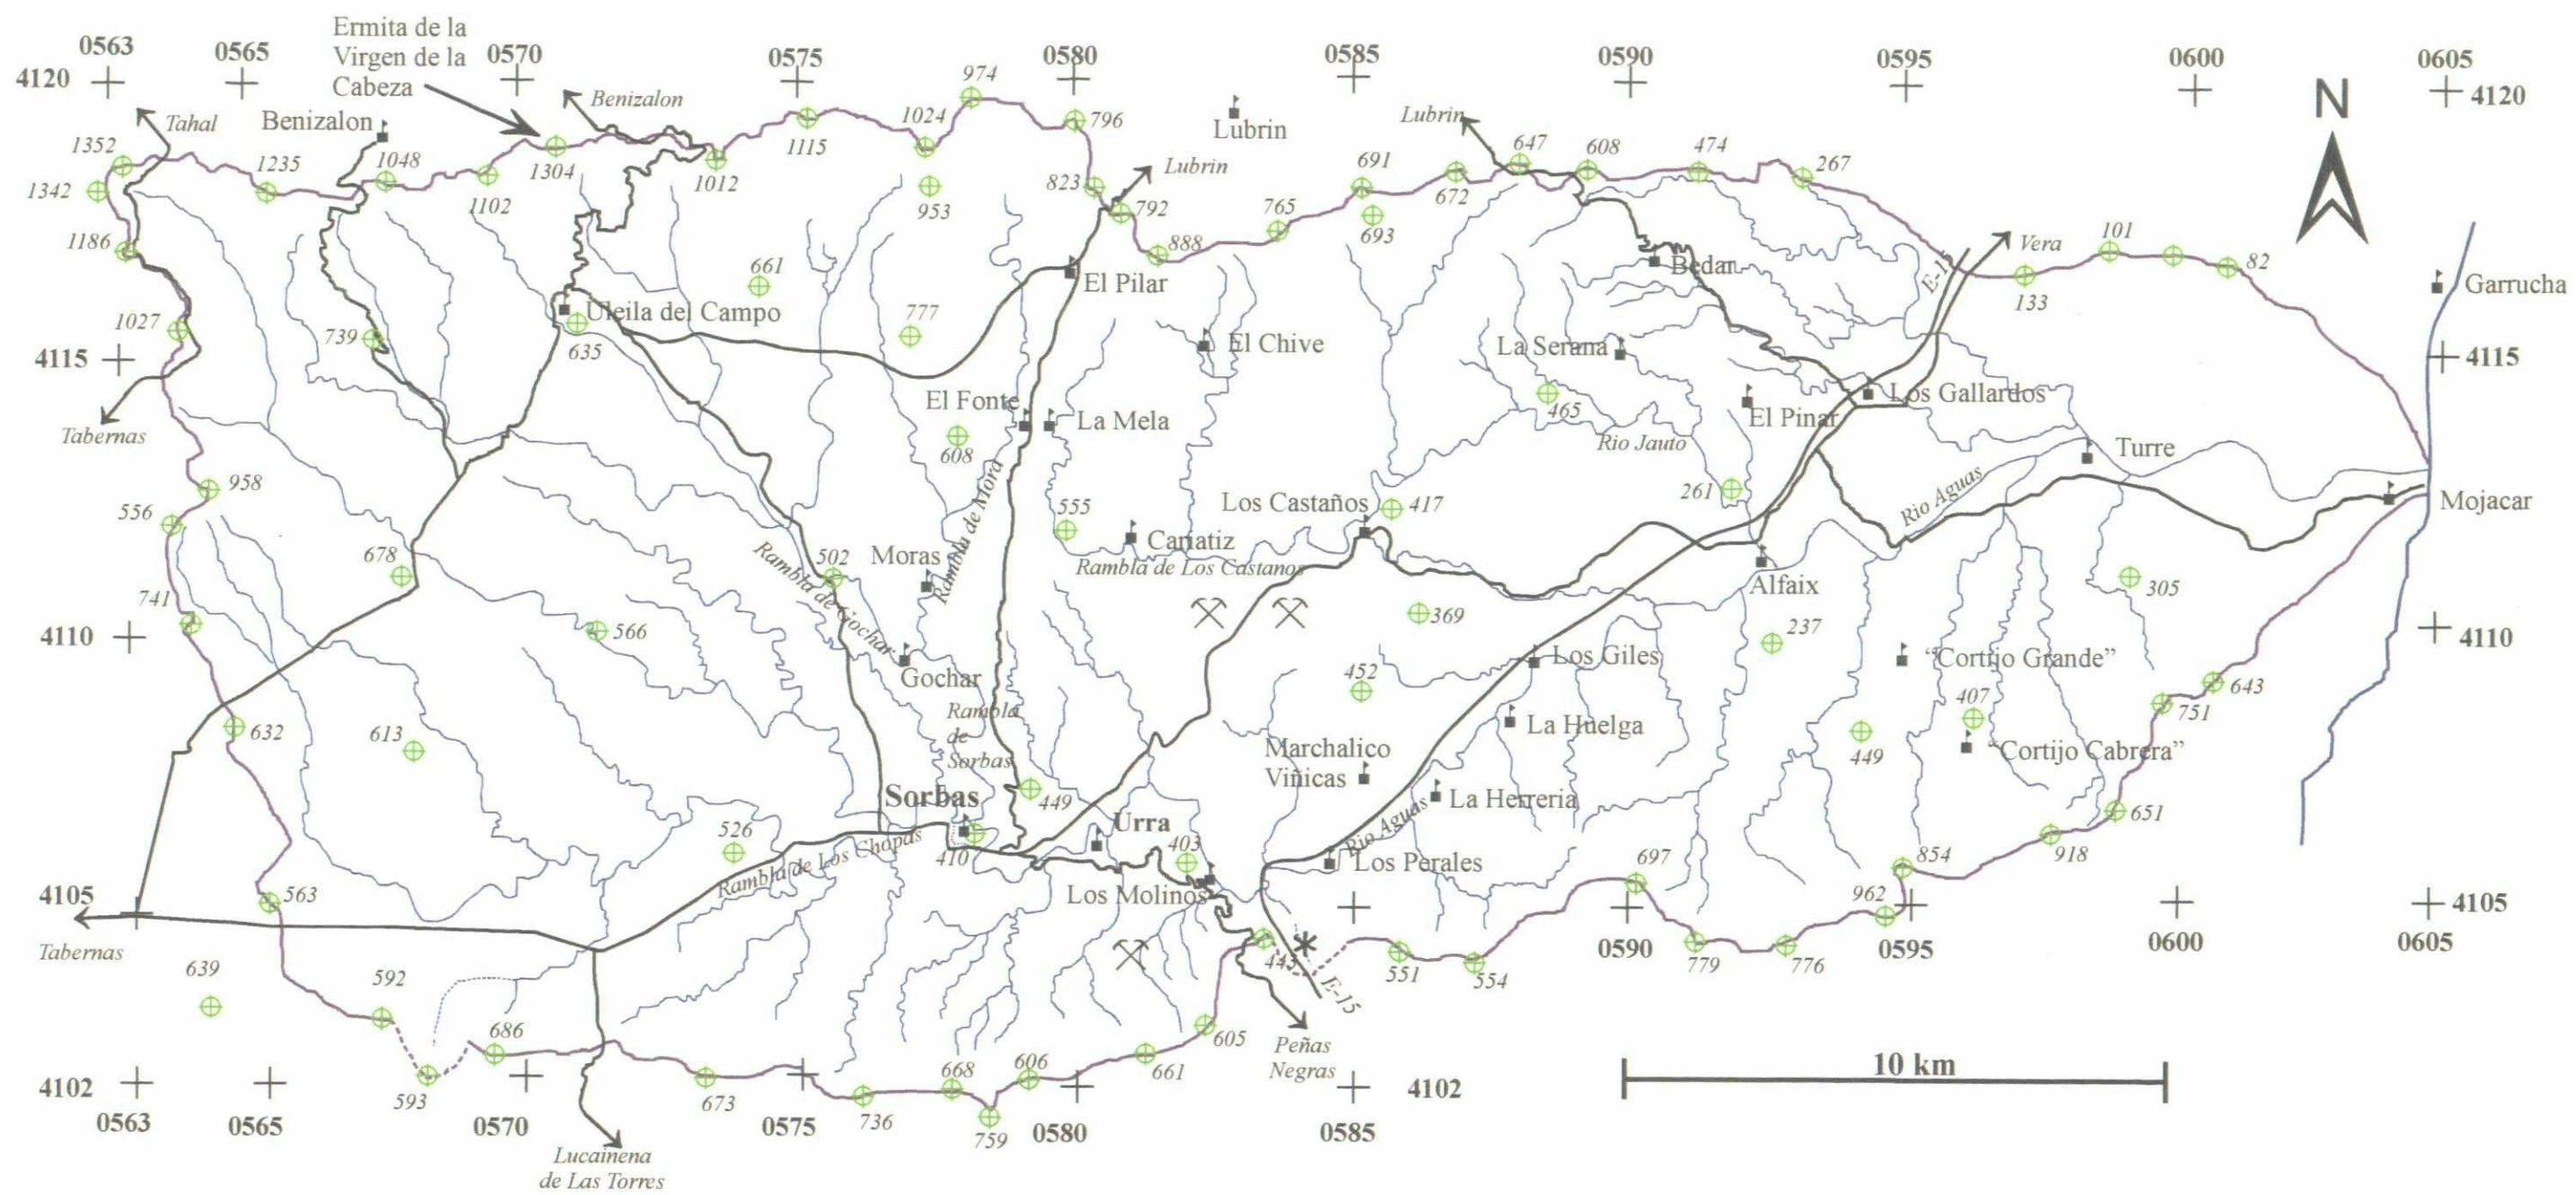 Ermita de la
Virgen de la
Cabeza
0563
0565
0570
0575
0580
0585
0590
0595
0600
0605
4120
4120
N
Tahal
Benizalon
Benizalon
974
1024
1115
796
Lubrin
Lubrin
1352
1342
1235
1048
1102
1304
1012
953
823
792
Lubrin
888
765
691
693
672
647
608
474
267
1186
661
El Pilar
Bedar
E-15
Vera
133
101
82
Garrucha
1027
739
Uleila del Campo
635
777
El Chive
La Serana
4115
4115
Tabernas
El Fonte
608
La Mela
465
El Pinar
Los Gallardos
Rio Jauto
Turre
958
556
678
Rambla de Mora
555
Cariatiz
Los Castaños
417
261
Rio Aguas
Mojacar
Rambla de Gochar
502
Moras
Rambla de Los Castanos
Alfaix
305
741
4110
4110
566
Gochar
369
237
Los Giles
"Cortijo Grande"
452
632
613
Rambla
de
Sorbas
La Huelga
449
407
"Cortijo Cabrera"
643
751
Marchalico
Viñicas
La Herreria
Sorbas
449
Urra
403
526
410
Rambla de Los Chopas
Los Molinos
Rio Aguas
Los Perales
697
854
962
918
651
4105
4105
563
Tabernas
639
592
686
593
443
E-15
551
554
0590
779
776
0595
0600
0605
605
Peñas
Negras
10 km
4102
4102
673
736
668
606
759
661
0563
0565
0570
0575
0580
0585
Lucainena
de Las Torres